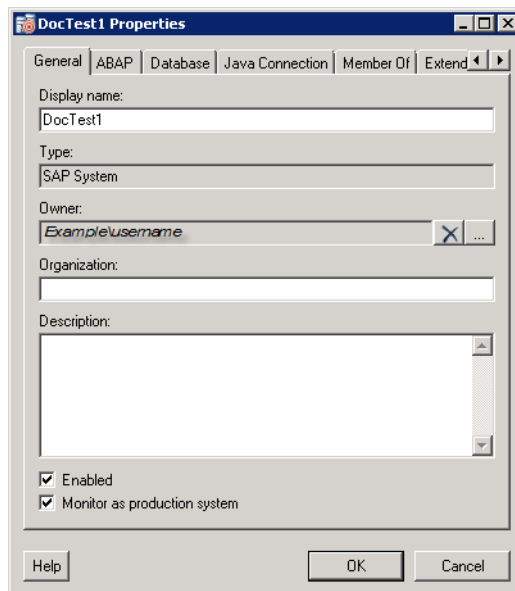 DocTest1 Properties
General ABAP Database Java Connection Member Of Extend
Display name:
DocTest1
Type:
SAP System
Owner:
Example\username
...
Organization:
Description:
Enabled
Monitor as production system
Help OK Cancel